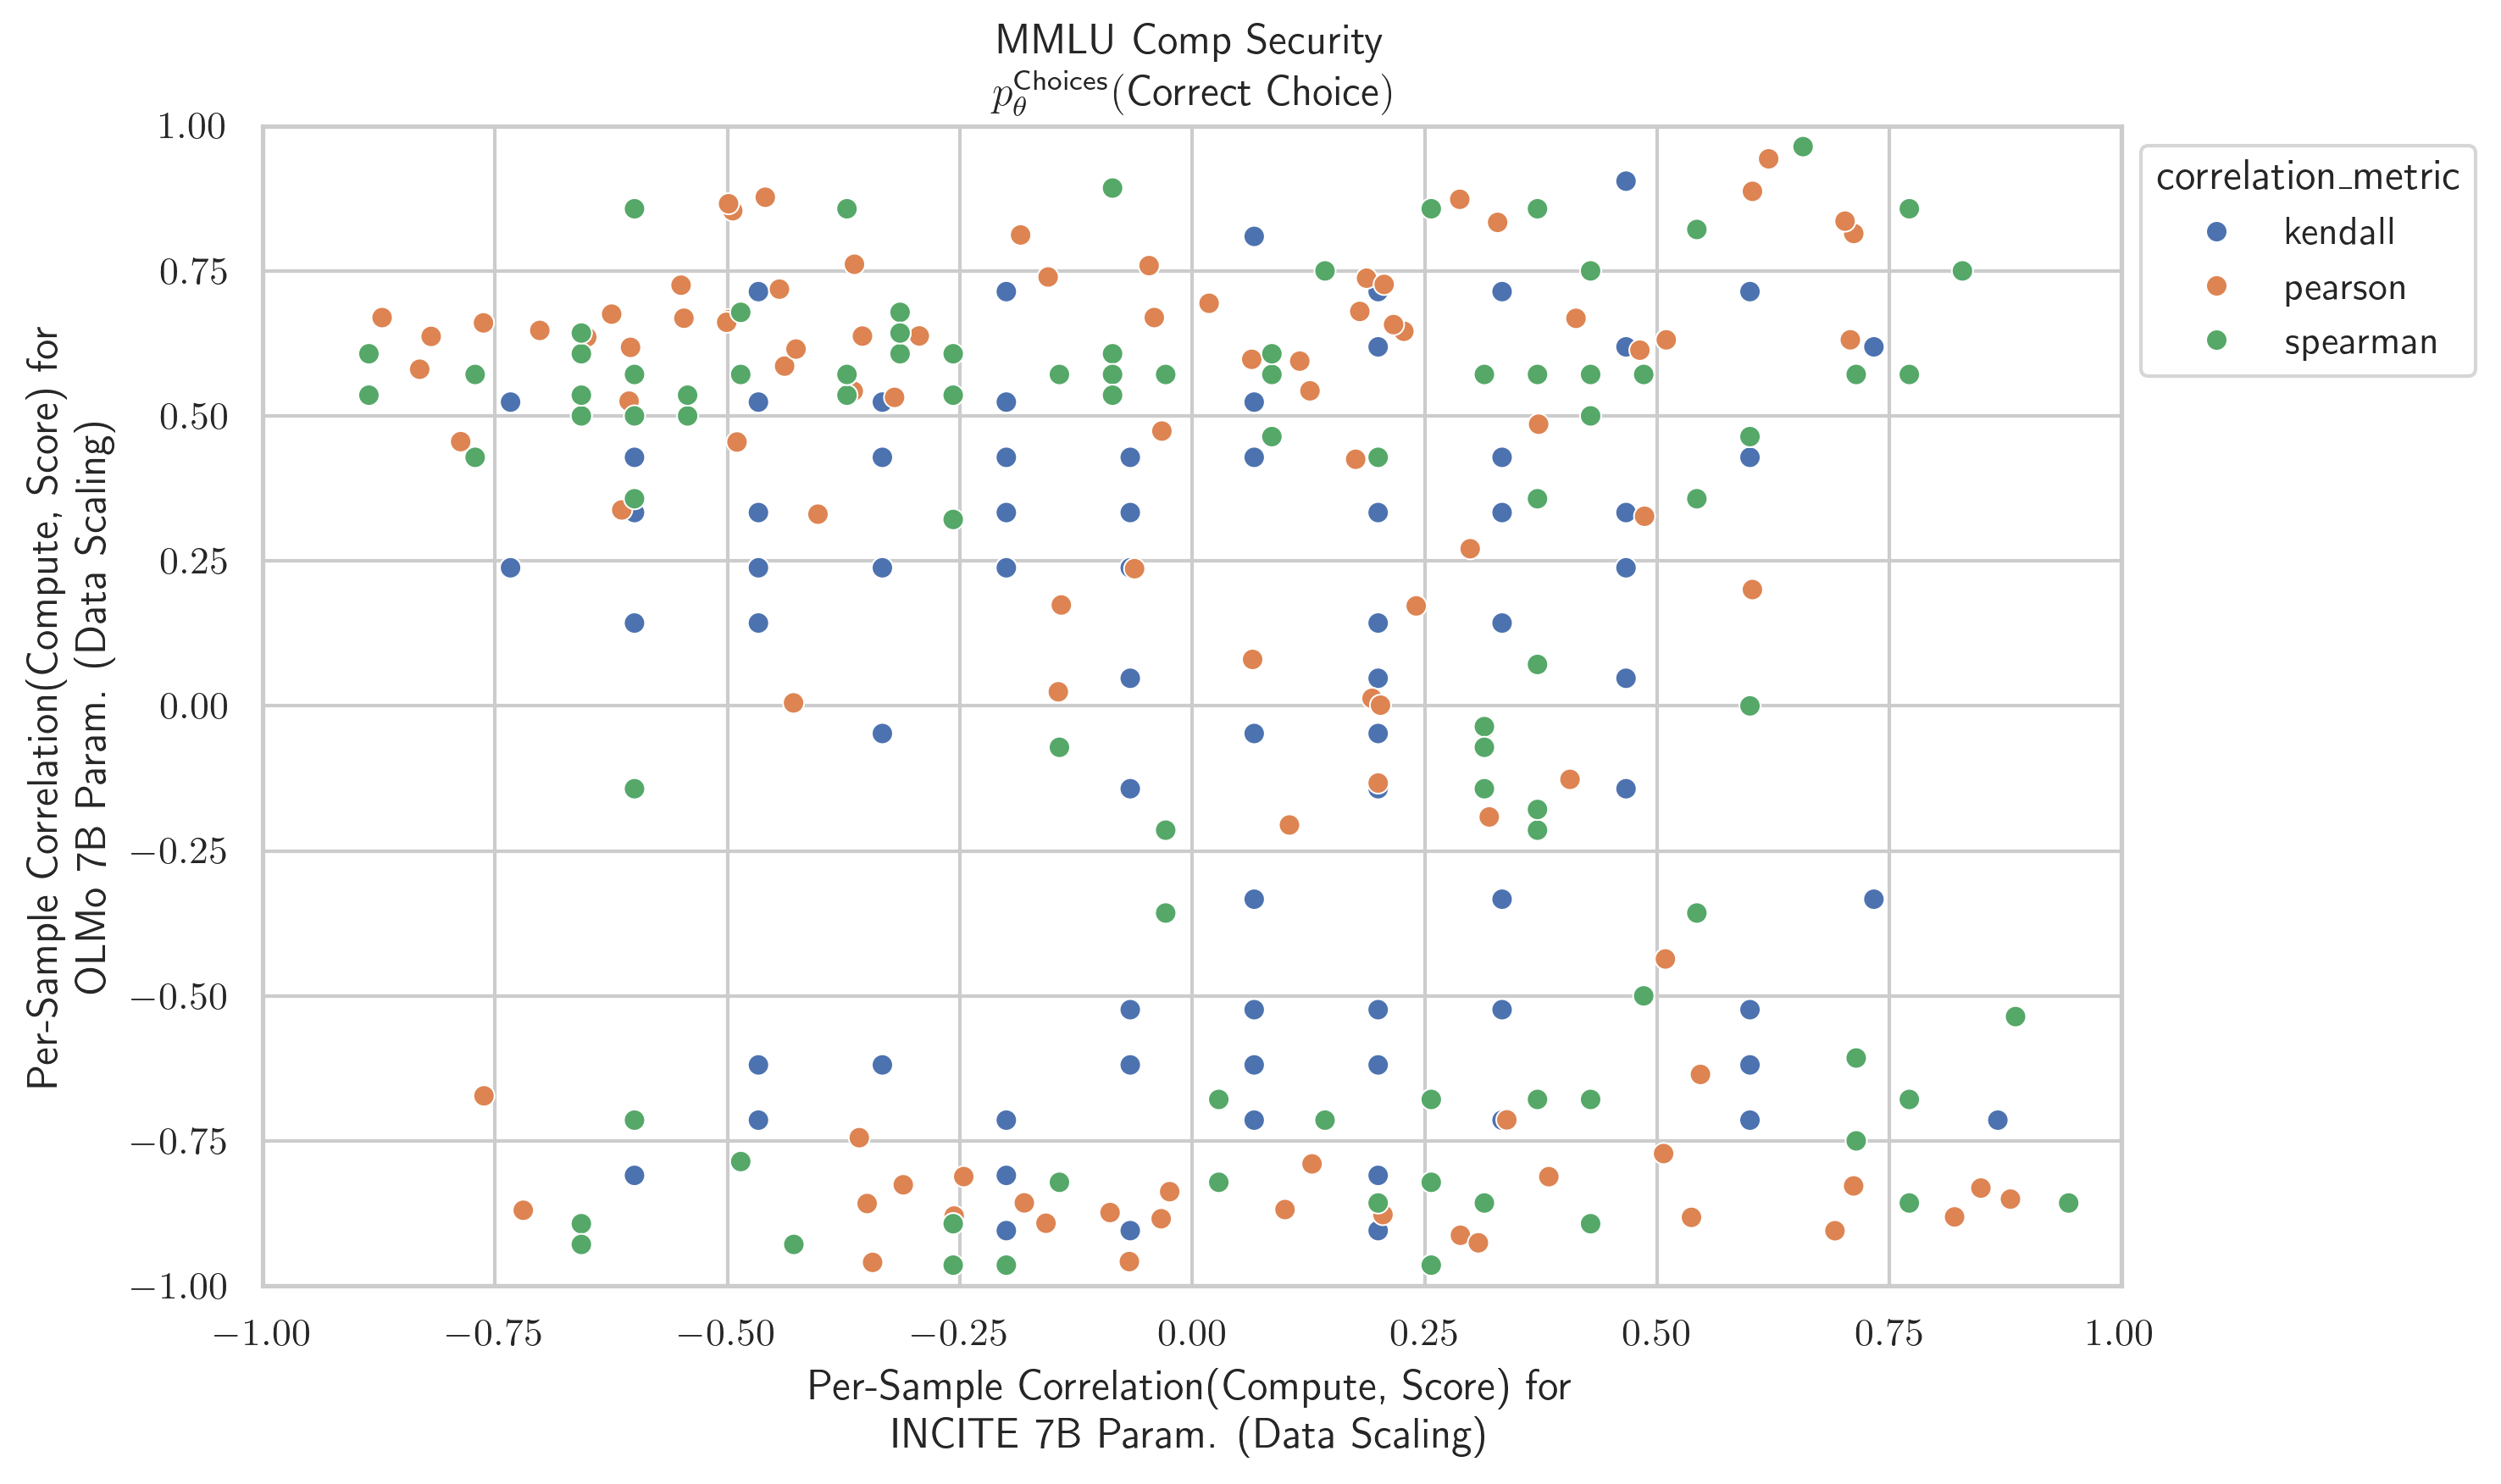 MMLU Comp Security
p_θ^Choices(Correct Choice)
Per-Sample Correlation(Compute, Score) for
OLMo 7B Param. (Data Scaling)
1.00
0.75
0.50
0.25
0.00
−0.25
−0.50
−0.75
−1.00
−1.00
−0.75
−0.50
−0.25
0.00
0.25
0.50
0.75
1.00
Per-Sample Correlation(Compute, Score) for
INCITE 7B Param. (Data Scaling)
correlation_metric
kendall
pearson
spearman